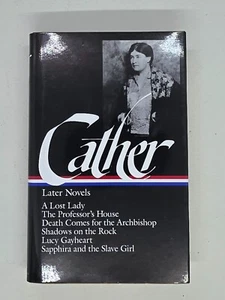 Cather
Later Novels
A Lost Lady
The Professor's House
Death Comes for the Archbishop
Shadows on the Rock
Lucy Gayheart
Sapphira and the Slave Girl